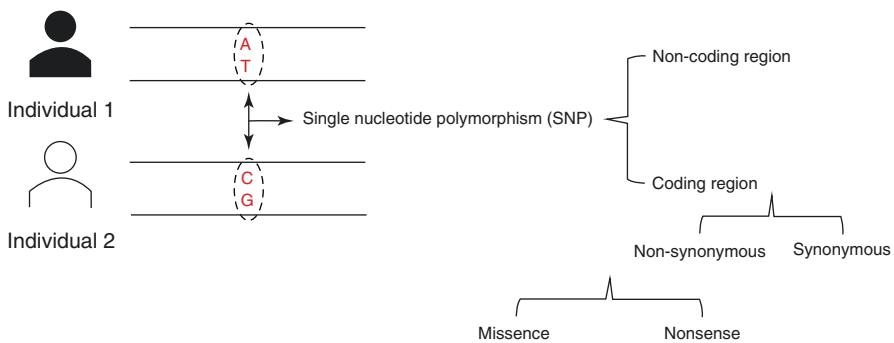 A
T
Individual 1
Single nucleotide polymorphism (SNP)
Non-coding region
C
G
Individual 2
Coding region
Non-synonymous
Synonymous
Missence
Nonsense